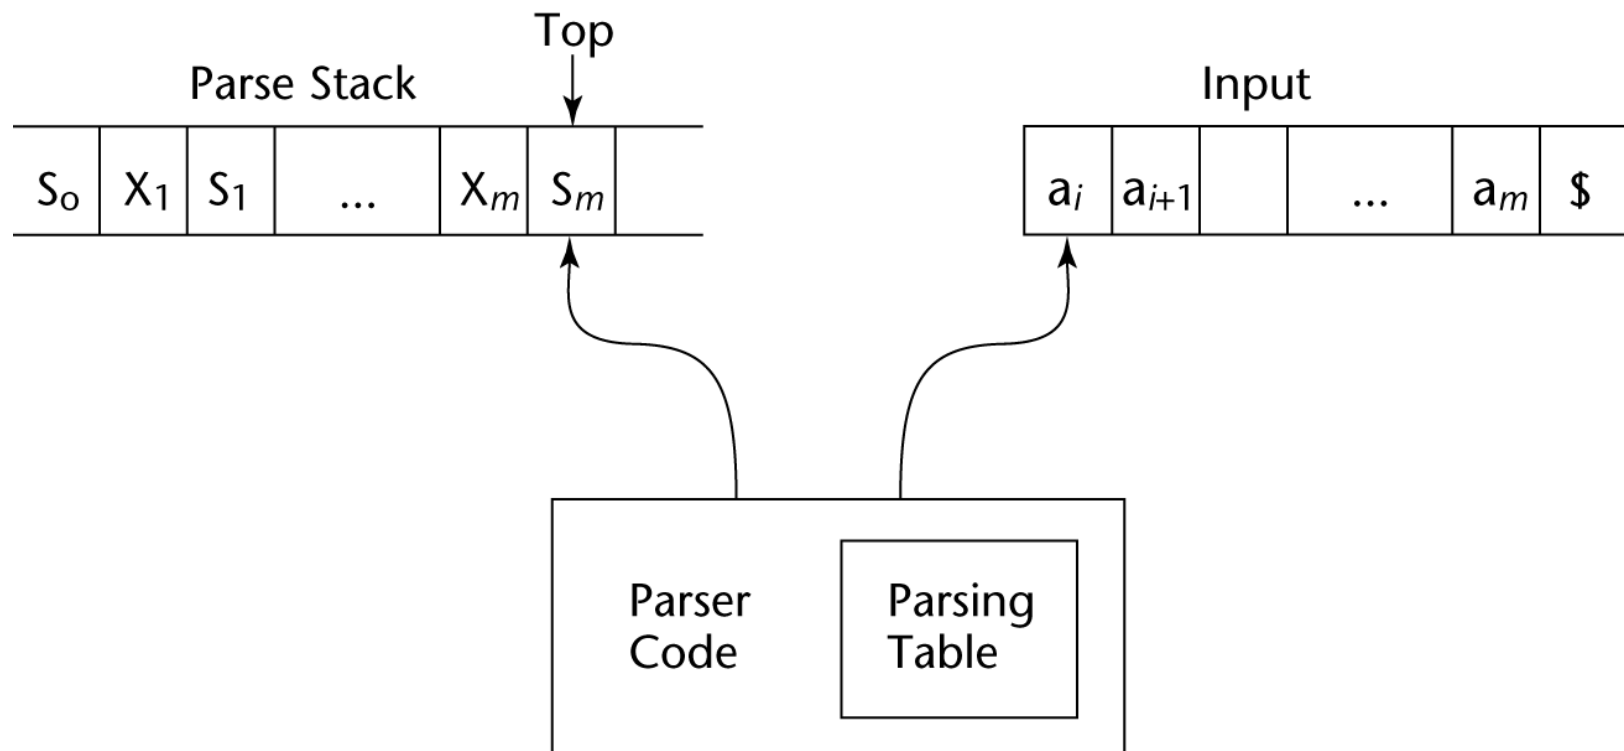 Top
Parse Stack
Input
S₀ X₁ S₁ ... Xₘ Sₘ
aᵢ aᵢ₊₁ ... aₘ $
Parser
Code
Parsing
Table